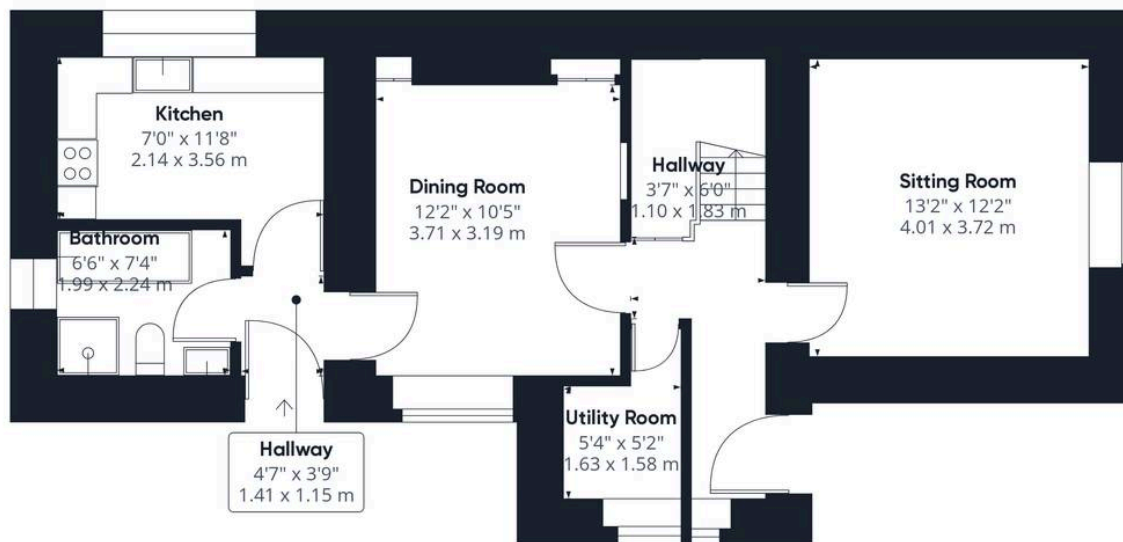 Kitchen
7'0" x 11'8"
2.14 x 3.56 m
Dining Room
12'2" x 10'5"
3.71 x 3.19 m
Hallway
3'7" x 6'0"
1.10 x 1.83 m
Sitting Room
13'2" x 12'2"
4.01 x 3.72 m
Bathroom
6'6" x 7'4"
1.99 x 2.24 m
Utility Room
5'4" x 5'2"
1.63 x 1.58 m
Hallway
4'7" x 3'9"
1.41 x 1.15 m